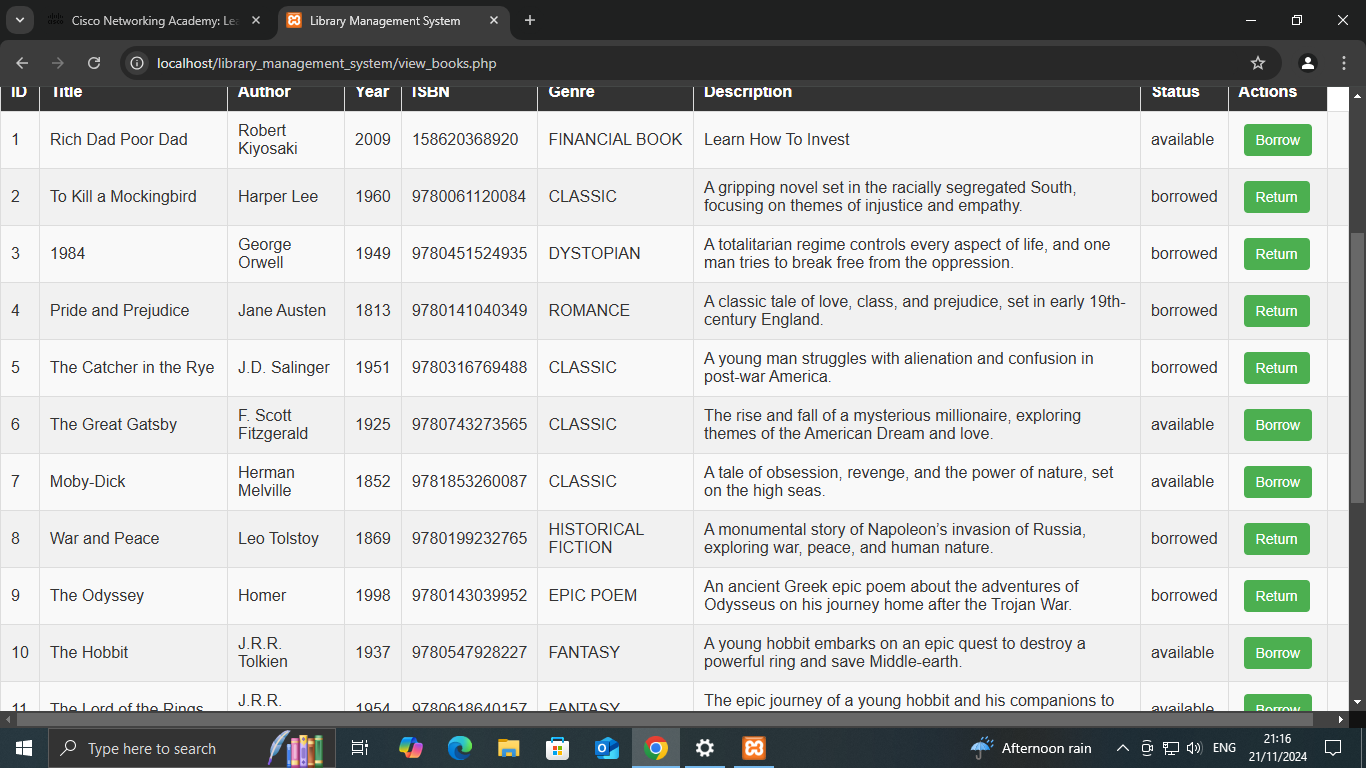 Cisco Networking Academy: Lea
Library Management System
localhost/library_management_system/view_books.php
ID Title Author Year ISBN Genre Description Status Actions
1 Rich Dad Poor Dad Robert Kiyosaki 2009 158620368920 FINANCIAL BOOK Learn How To Invest available Borrow
2 To Kill a Mockingbird Harper Lee 1960 9780061120084 CLASSIC A gripping novel set in the racially segregated South, focusing on themes of injustice and empathy. borrowed Return
3 1984 George Orwell 1949 9780451524935 DYSTOPIAN A totalitarian regime controls every aspect of life, and one man tries to break free from the oppression. borrowed Return
4 Pride and Prejudice Jane Austen 1813 9780141040349 ROMANCE A classic tale of love, class, and prejudice, set in early 19th-century England. borrowed Return
5 The Catcher in the Rye J.D. Salinger 1951 9780316769488 CLASSIC A young man struggles with alienation and confusion in post-war America. borrowed Return
6 The Great Gatsby F. Scott Fitzgerald 1925 9780743273565 CLASSIC The rise and fall of a mysterious millionaire, exploring themes of the American Dream and love. available Borrow
7 Moby-Dick Herman Melville 1852 9781853260087 CLASSIC A tale of obsession, revenge, and the power of nature, set on the high seas. available Borrow
8 War and Peace Leo Tolstoy 1869 9780199232765 HISTORICAL FICTION A monumental story of Napoleon’s invasion of Russia, exploring war, peace, and human nature. borrowed Return
9 The Odyssey Homer 1998 9780143039952 EPIC POEM An ancient Greek epic poem about the adventures of Odysseus on his journey home after the Trojan War. borrowed Return
10 The Hobbit J.R.R. Tolkien 1937 9780547928227 FANTASY A young hobbit embarks on an epic quest to destroy a powerful ring and save Middle-earth. available Borrow
11 The Lord of the Rings J.R.R. 1954 9780618640157 FANTASY The epic journey of a young hobbit and his companions to available Borrow
Type here to search
Afternoon rain
ENG
21:16
21/11/2024